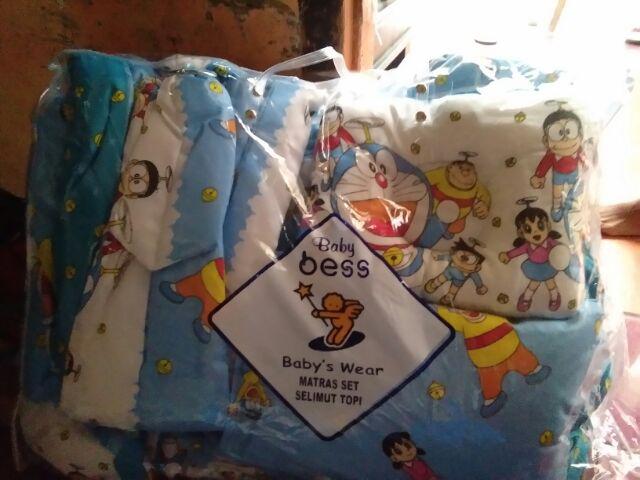 Baby
bess
Baby's Wear
MATRAS SET
SELIMUT TOPI